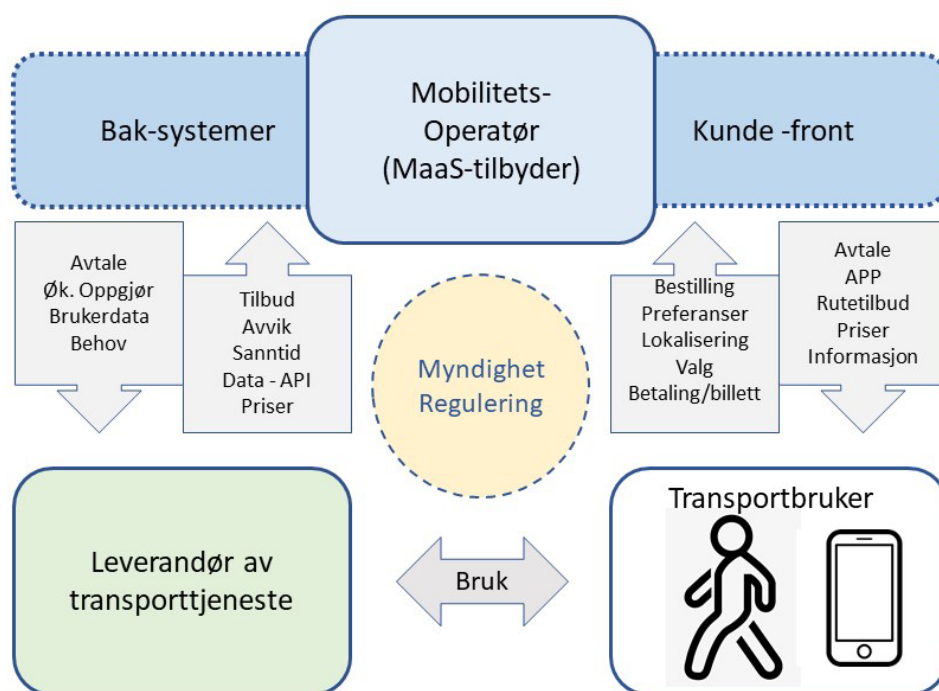 Bak-systemer
Mobilitets-
Operatør
(MaaS-tilbyder)
Kunde -front
Avtale
Øk. Oppgjør
Brukerdata
Behov
Tilbud
Avvik
Sanntid
Data - API
Priser
Myndighet
Regulering
Bestilling
Preferanser
Lokalisering
Valg
Betaling/billett
Avtale
APP
Rutetilbud
Priser
Informasjon
Leverandør av
transporttjeneste
Bruk
Transportbruker